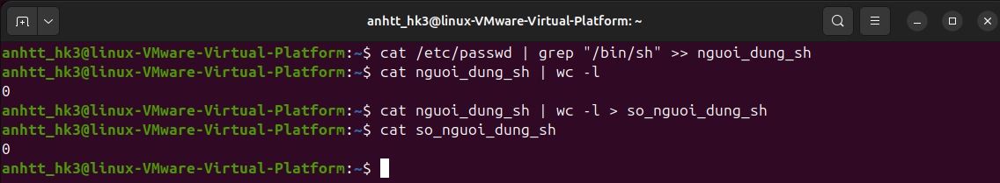 anhtt_hk3@linux-VMware-Virtual-Platform: ~
anhtt_hk3@linux-VMware-Virtual-Platform:~$ cat /etc/passwd | grep "/bin/sh" >> nguoi_dung_sh
anhtt_hk3@linux-VMware-Virtual-Platform:~$ cat nguoi_dung_sh | wc -l
0
anhtt_hk3@linux-VMware-Virtual-Platform:~$ cat nguoi_dung_sh | wc -l > so_nguoi_dung_sh
anhtt_hk3@linux-VMware-Virtual-Platform:~$ cat so_nguoi_dung_sh
0
anhtt_hk3@linux-VMware-Virtual-Platform:~$